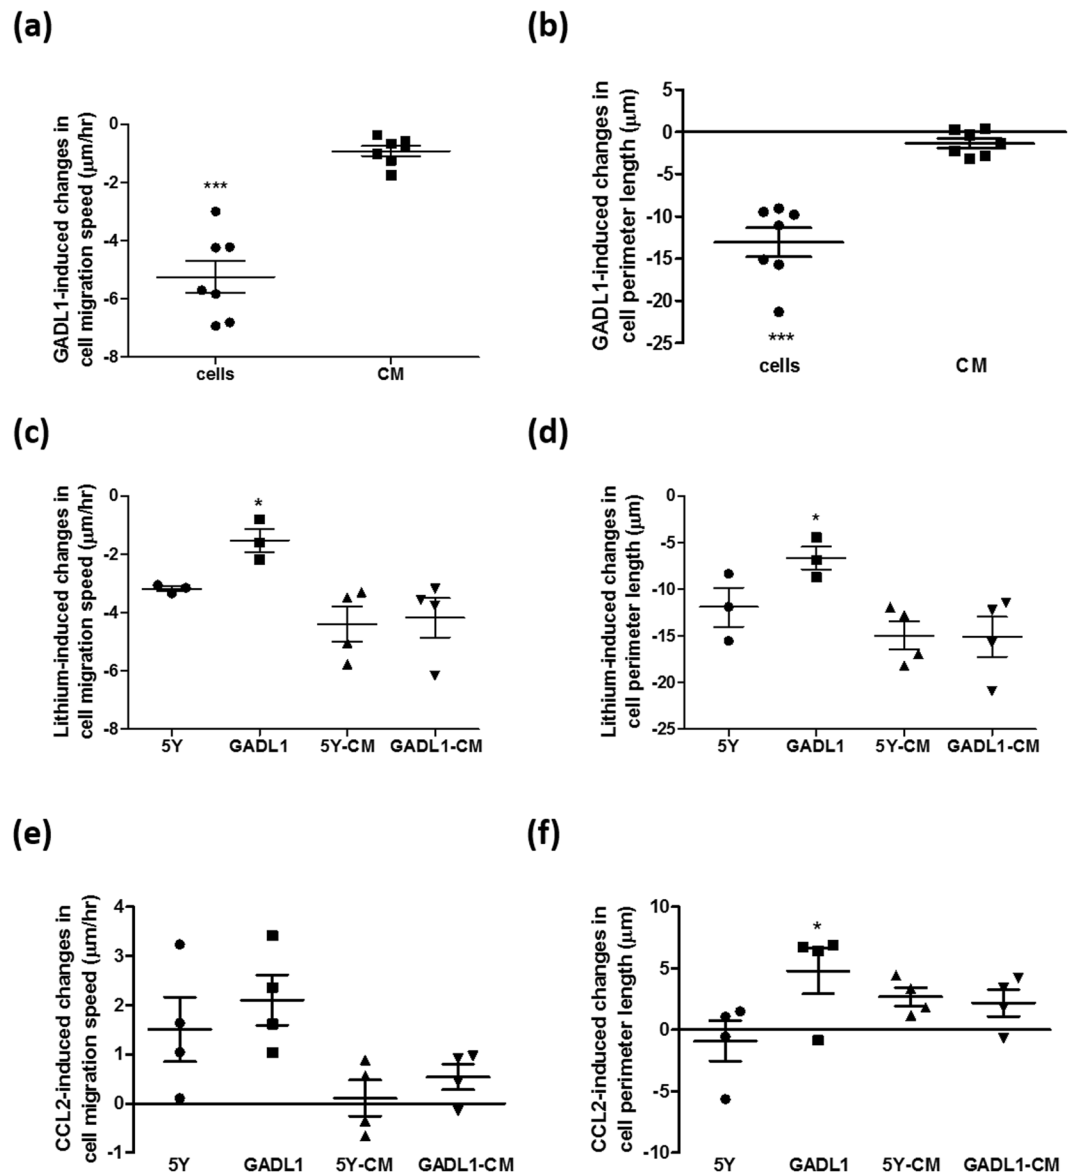 (a)
GADL1-induced changes in
cell migration speed (μm/hr)
0
-2
-4
-6
-8
***
cells
CM
(b)
GADL1-induced changes in
cell perimeter length (μm)
5
0
-5
-10
-15
-20
-25
***
cells
CM
(c)
Lithium-induced changes in
cell migration speed (μm/hr)
0
-2
-4
-6
-8
*
5Y
GADL1
5Y-CM
GADL1-CM
(d)
Lithium-induced changes in
cell perimeter length (μm)
0
-5
-10
-15
-20
-25
*
5Y
GADL1
5Y-CM
GADL1-CM
(e)
CCL2-induced changes in
cell migration speed (μm/hr)
4
3
2
1
0
-1
5Y
GADL1
5Y-CM
GADL1-CM
(f)
CCL2-induced changes in
cell perimeter length (μm)
10
5
0
-5
-10
*
5Y
GADL1
5Y-CM
GADL1-CM